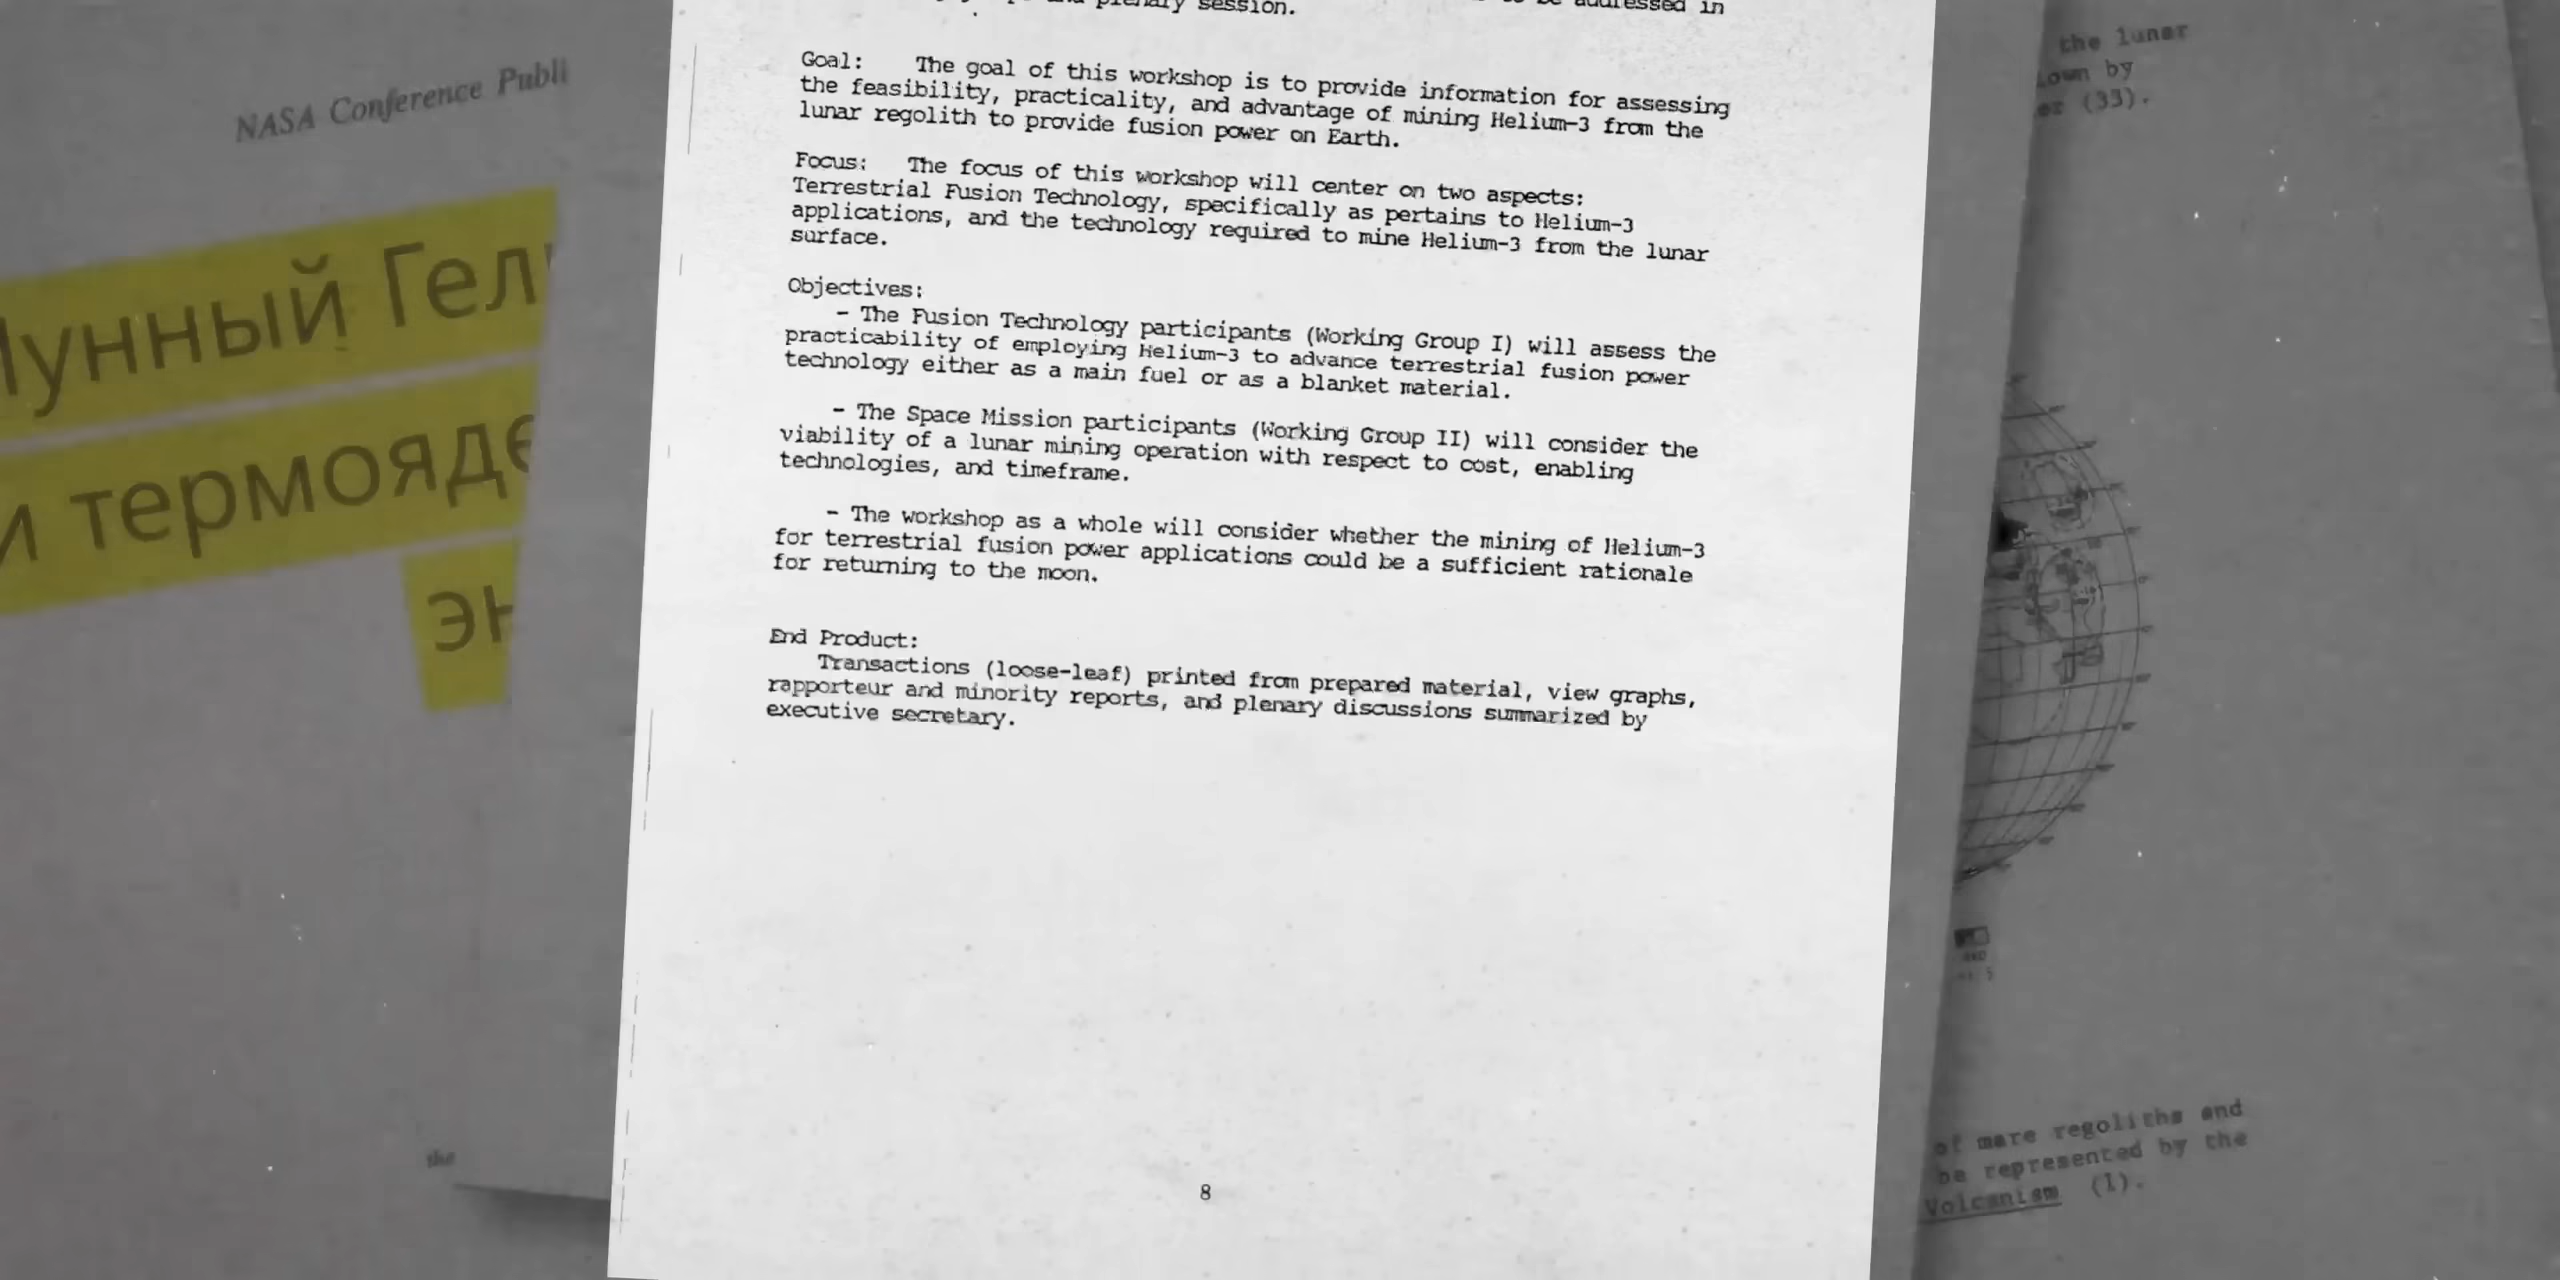 NASA Conference Publi
Лунный Гел
и термояде
эн
the
plenary session.
addressed in
Goal: The goal of this workshop is to provide information for assessing
the feasibility, practicality, and advantage of mining Helium-3 from the
lunar regolith to provide fusion power on Earth.
Focus: The focus of this workshop will center on two aspects:
Terrestrial Fusion Technology, specifically as pertains to Helium-3
applications, and the technology required to mine Helium-3 from the lunar
surface.
Objectives:
- The Fusion Technology participants (Working Group I) will assess the
practicability of employing Helium-3 to advance terrestrial fusion power
technology either as a main fuel or as a blanket material.
- The Space Mission participants (Working Group II) will consider the
viability of a lunar mining operation with respect to cost, enabling
technologies, and timeframe.
- The workshop as a whole will consider whether the mining of Helium-3
for terrestrial fusion power applications could be a sufficient rationale
for returning to the moon.
End Product:
Transactions (loose-leaf) printed from prepared material, view graphs,
rapporteur and minority reports, and plenary discussions summarized by
executive secretary.
8
the lunar
by
(33).
of mare regoliths and
be represented by the
Volcanism (1).